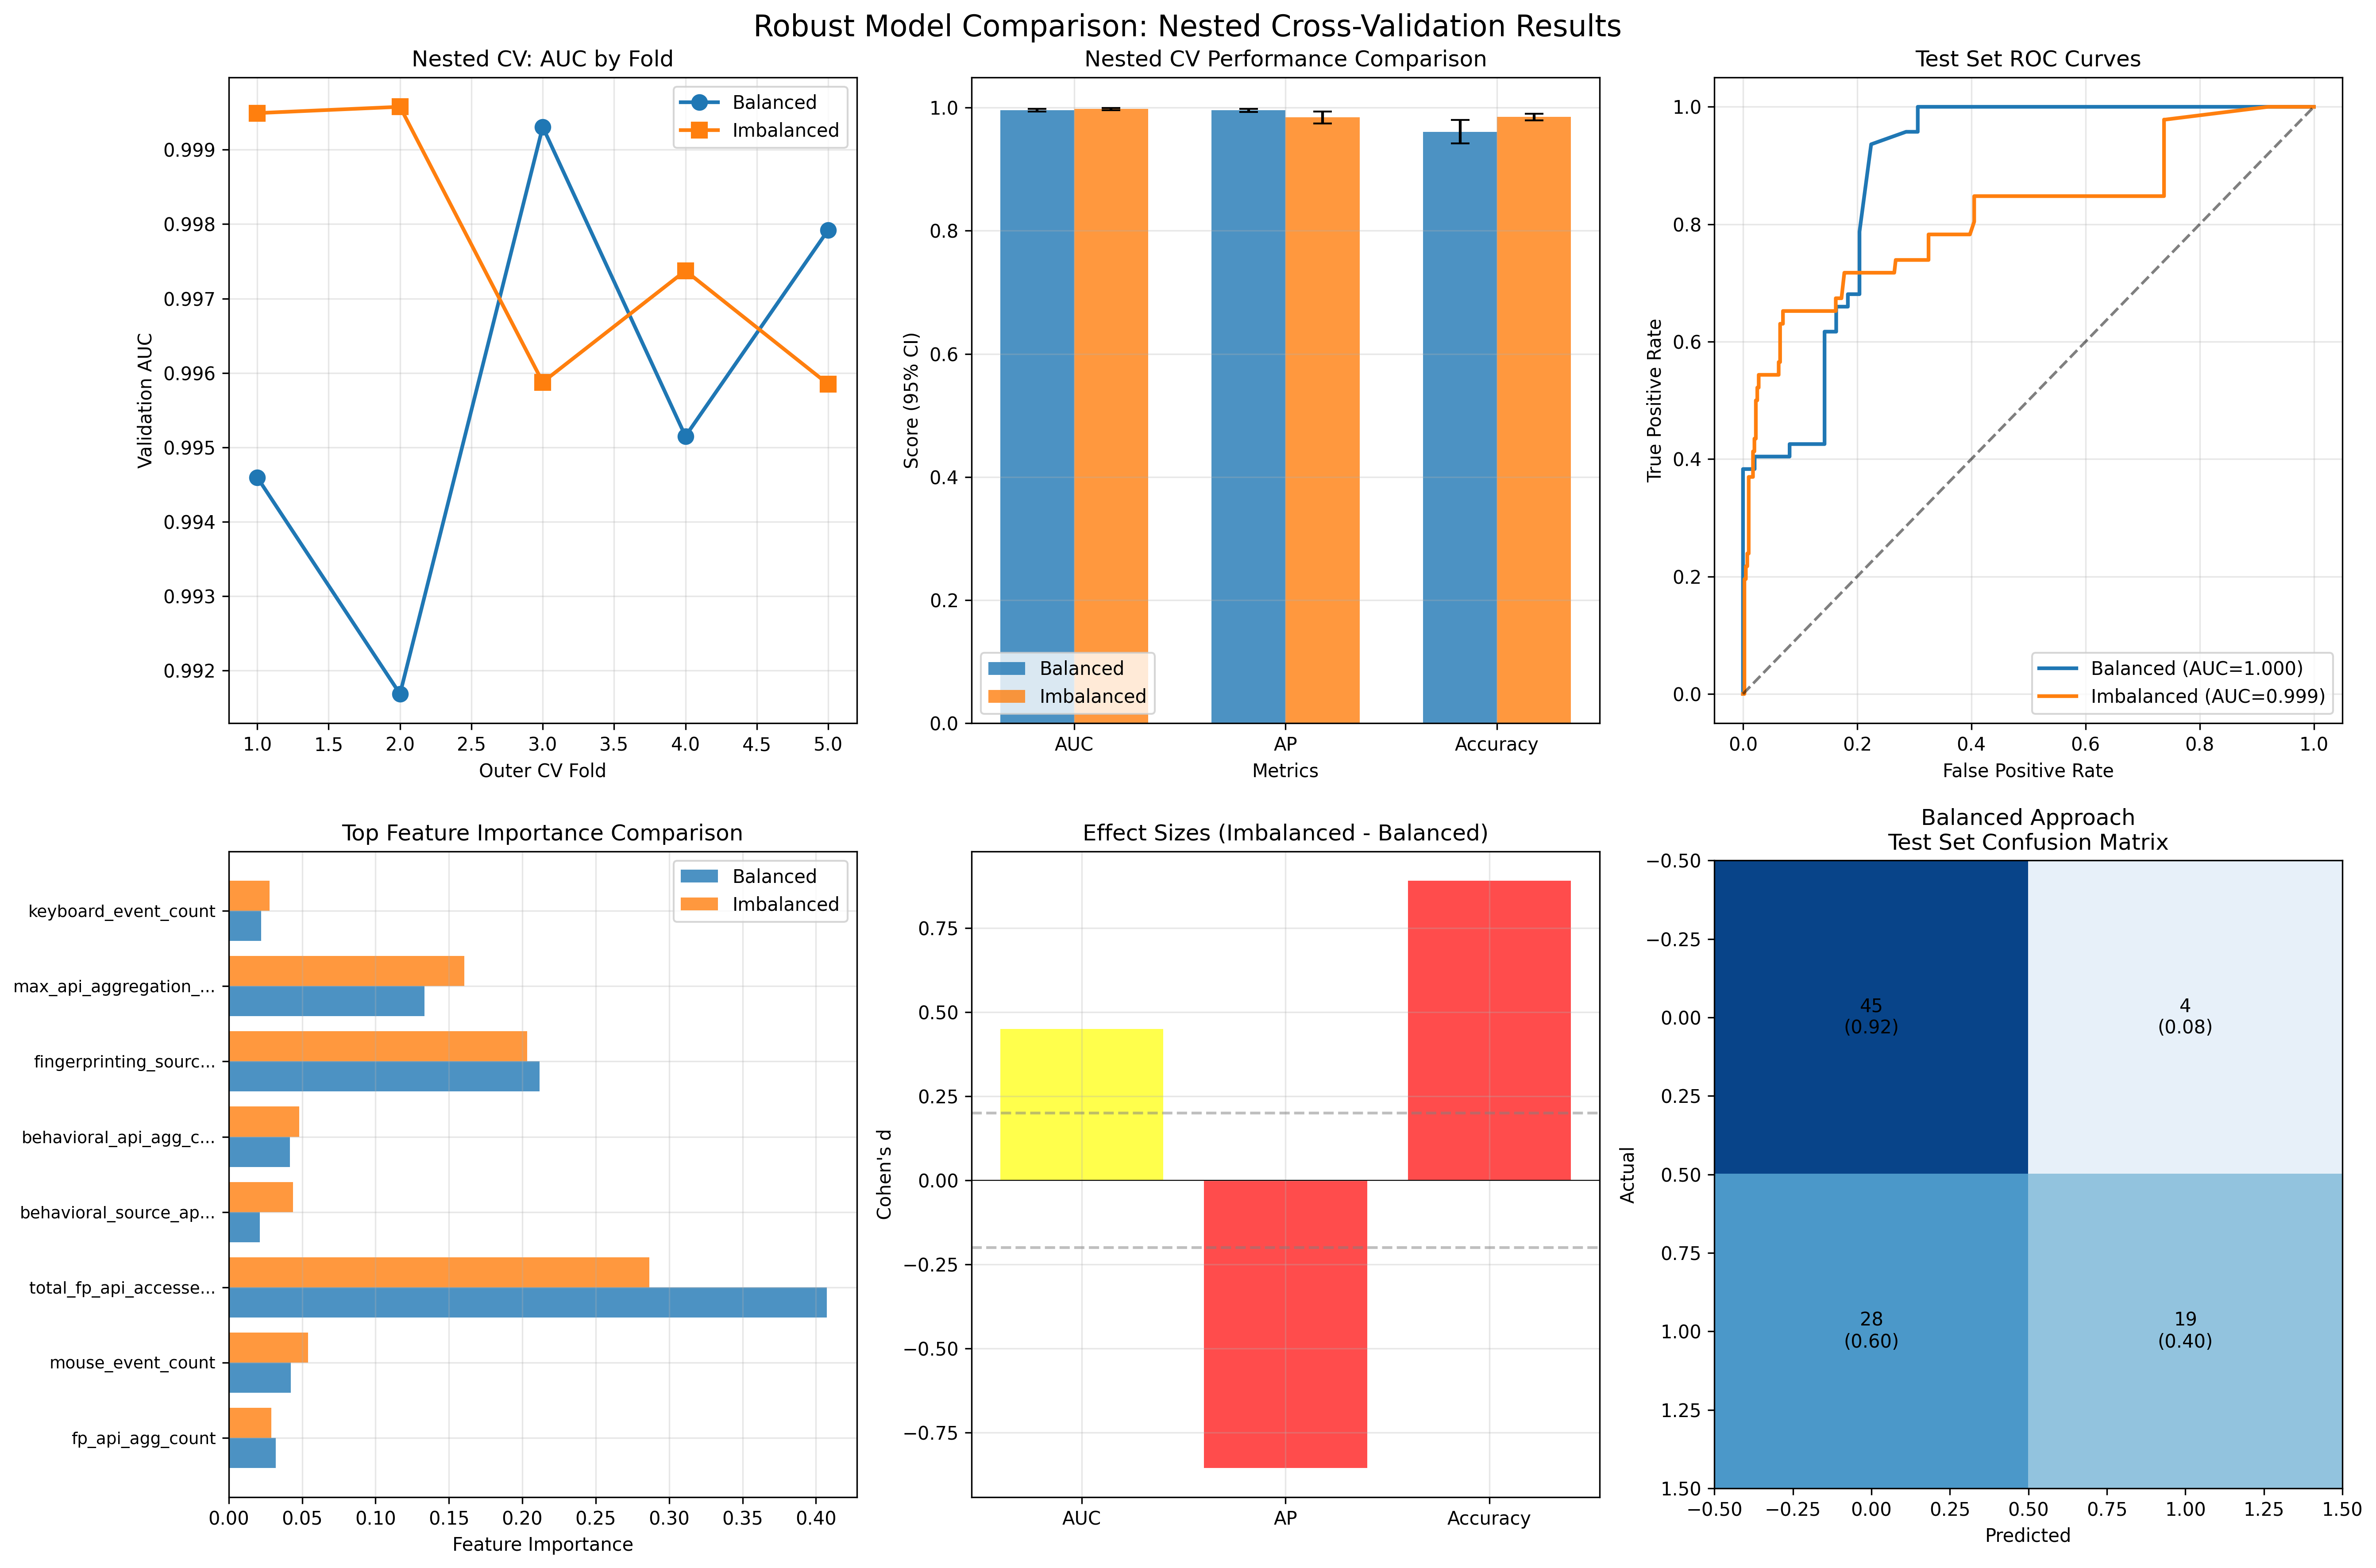 Robust Model Comparison: Nested Cross-Validation Results
Nested CV: AUC by Fold
Balanced
Imbalanced
0.999
0.998
0.997
0.996
0.995
0.994
0.993
0.992
Validation AUC
1.0 1.5 2.0 2.5 3.0 3.5 4.0 4.5 5.0
Outer CV Fold
Nested CV Performance Comparison
1.0
0.8
0.6
0.4
0.2
0.0
Score (95% CI)
Balanced
Imbalanced
AUC AP Accuracy
Metrics
Test Set ROC Curves
1.0
0.8
0.6
0.4
0.2
0.0
True Positive Rate
Balanced (AUC=1.000)
Imbalanced (AUC=0.999)
0.0 0.2 0.4 0.6 0.8 1.0
False Positive Rate
Top Feature Importance Comparison
Balanced
Imbalanced
keyboard_event_count
max_api_aggregation_...
fingerprinting_sourc...
behavioral_api_agg_c...
behavioral_source_ap...
total_fp_api_accesse...
mouse_event_count
fp_api_agg_count
0.00 0.05 0.10 0.15 0.20 0.25 0.30 0.35 0.40
Feature Importance
Effect Sizes (Imbalanced - Balanced)
0.75
0.50
0.25
0.00
−0.25
−0.50
−0.75
Cohen's d
AUC AP Accuracy
Balanced Approach
Test Set Confusion Matrix
−0.50
−0.25
0.00
0.25
0.50
0.75
1.00
1.25
1.50
Actual
45
(0.92)
4
(0.08)
28
(0.60)
19
(0.40)
−0.50 −0.25 0.00 0.25 0.50 0.75 1.00 1.25 1.50
Predicted